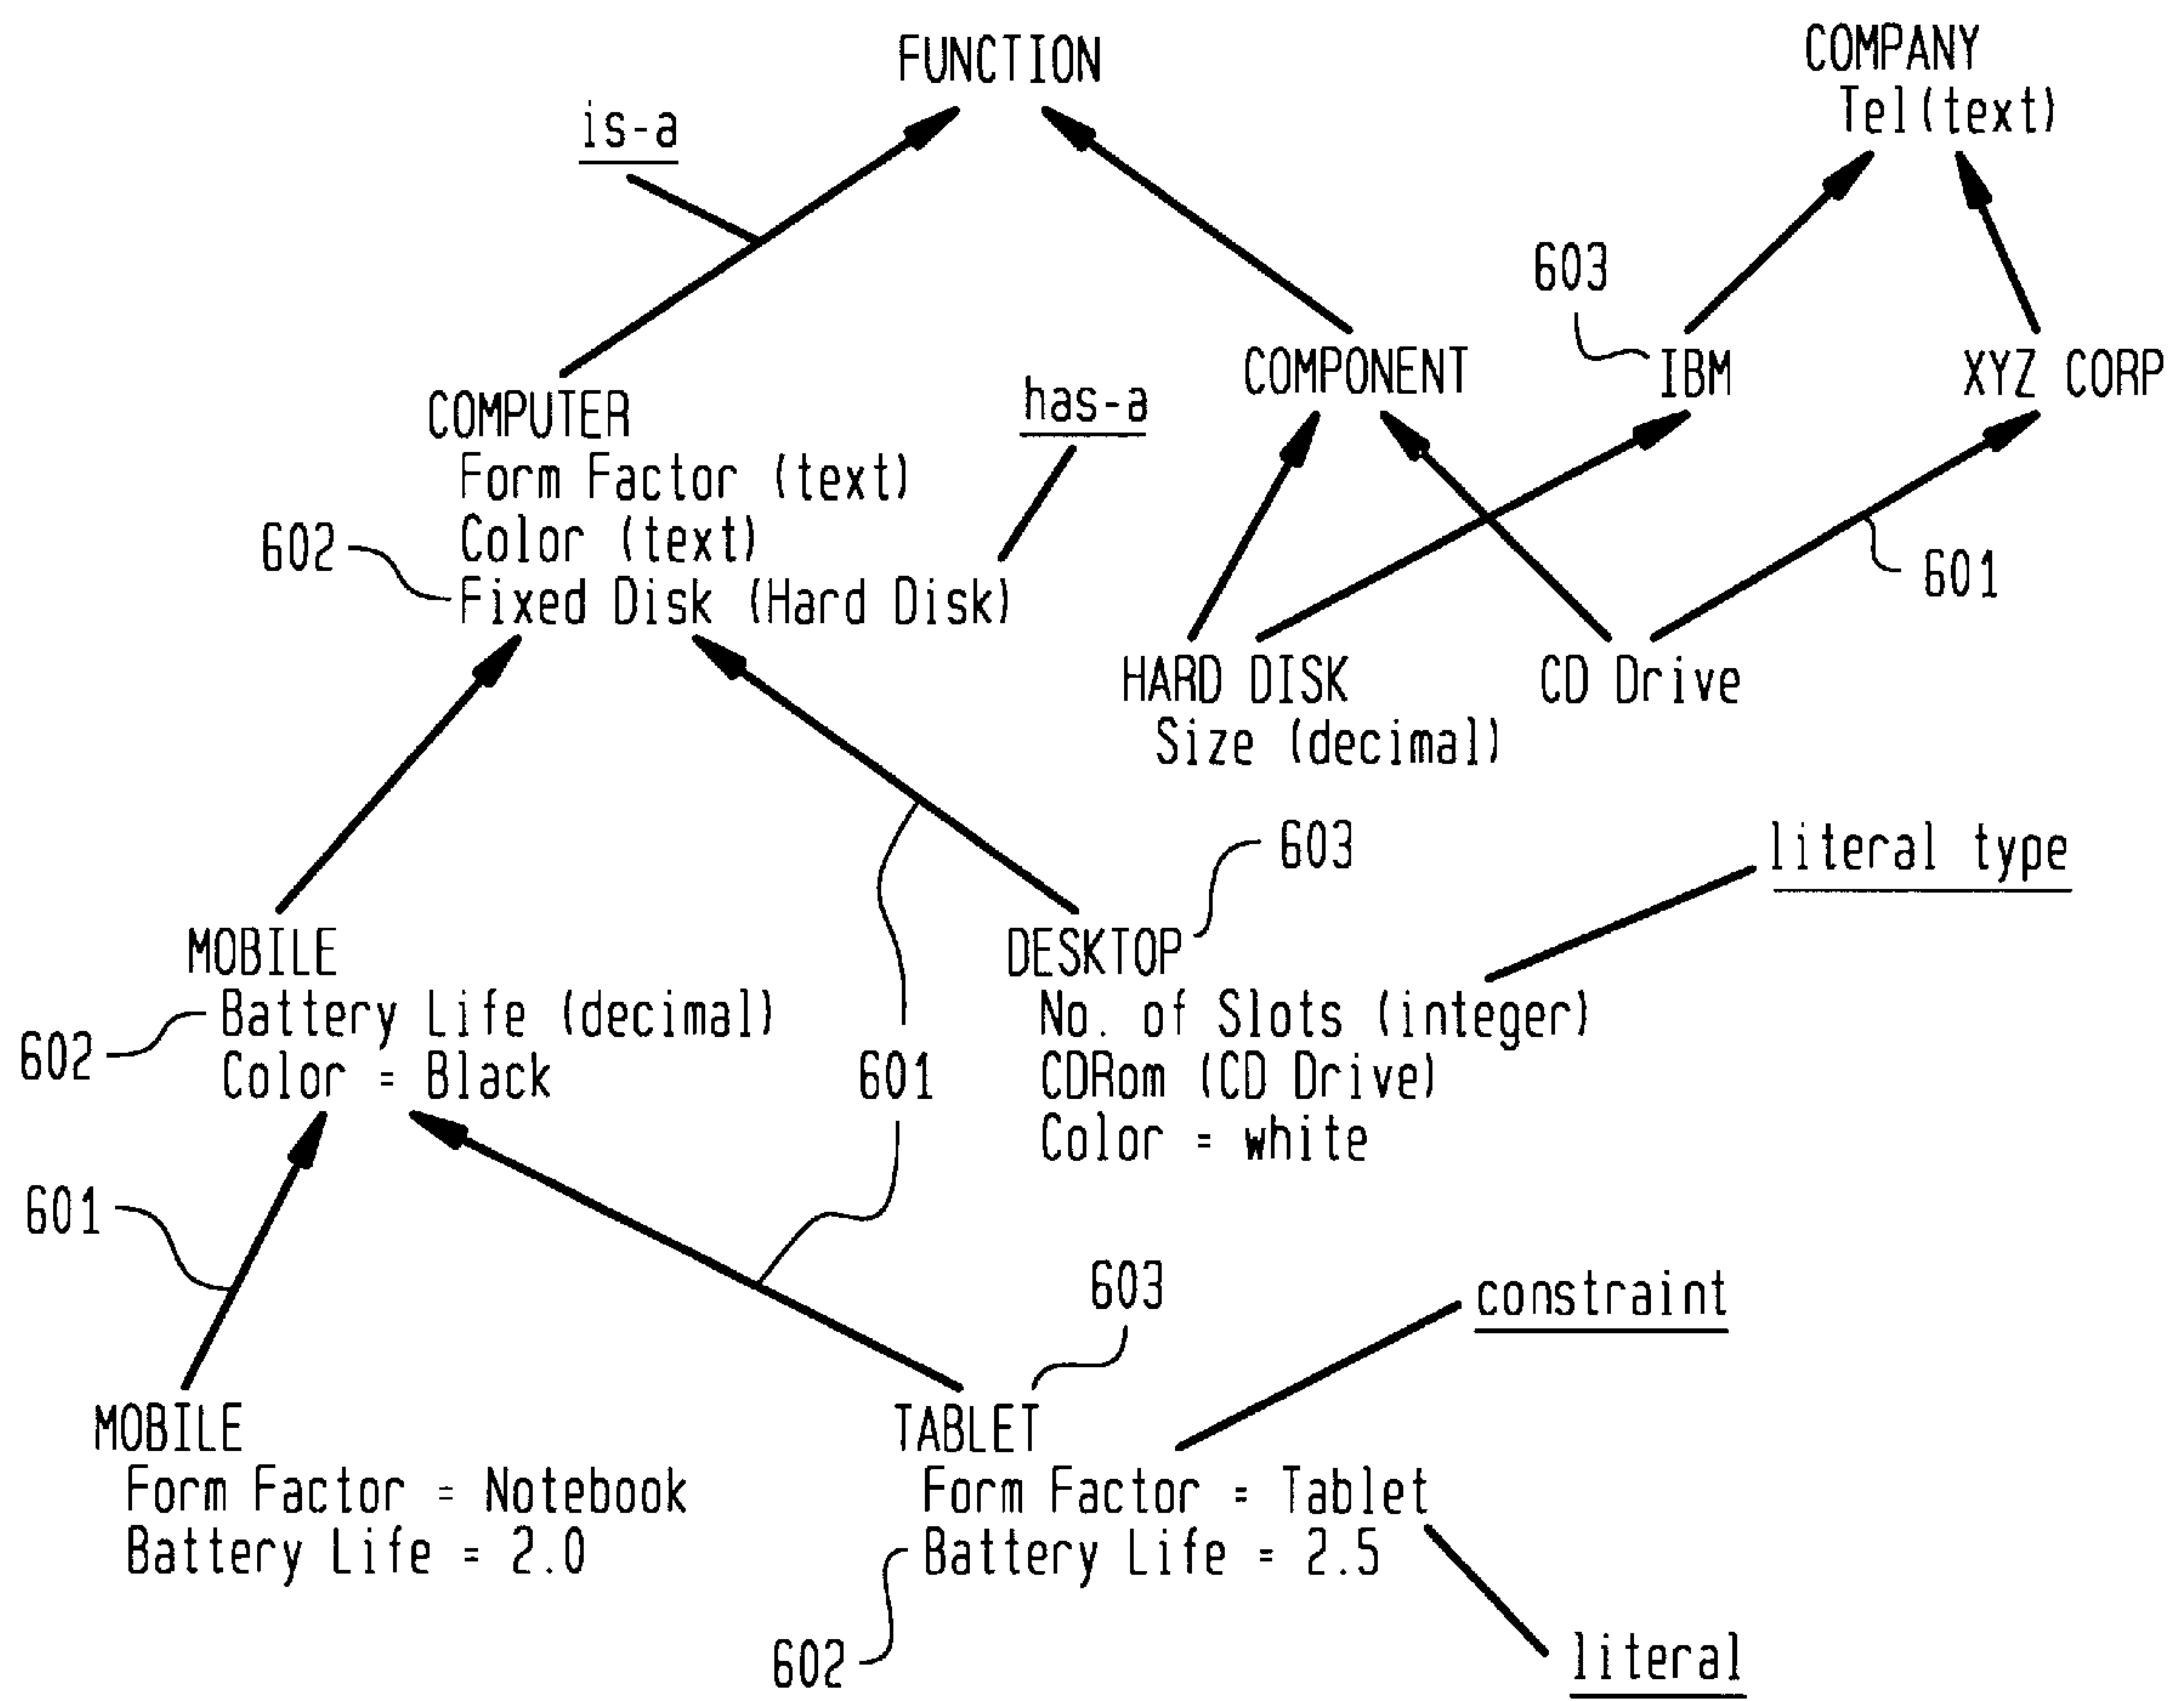 FUNCTION
COMPANY
Tel(text)
is-a
603
IBM
XYZ CORP
COMPONENT
has-a
COMPUTER
Form Factor (text)
Color (text)
602
Fixed Disk (Hard Disk)
601
HARD DISK
Size (decimal)
CD Drive
603
literal type
MOBILE
Battery Life (decimal)
602
Color = Black
601
DESKTOP
No. of Slots (integer)
CDRom (CD Drive)
Color = white
601
603
constraint
MOBILE
Form Factor = Notebook
Battery Life = 2.0
TABLET
Form Factor = Tablet
Battery Life = 2.5
602
literal